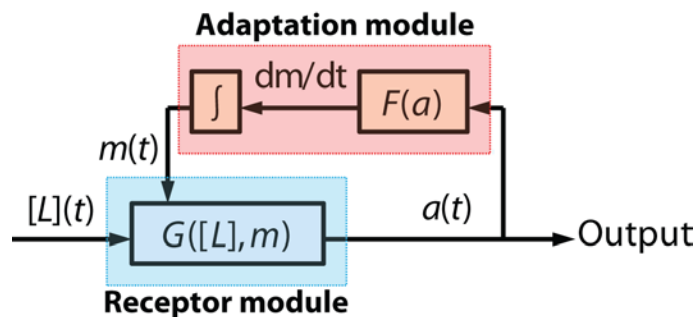 Adaptation module
dm/dt
∫
F(a)
m(t)
[L](t)
G([L],m)
a(t)
Output
Receptor module